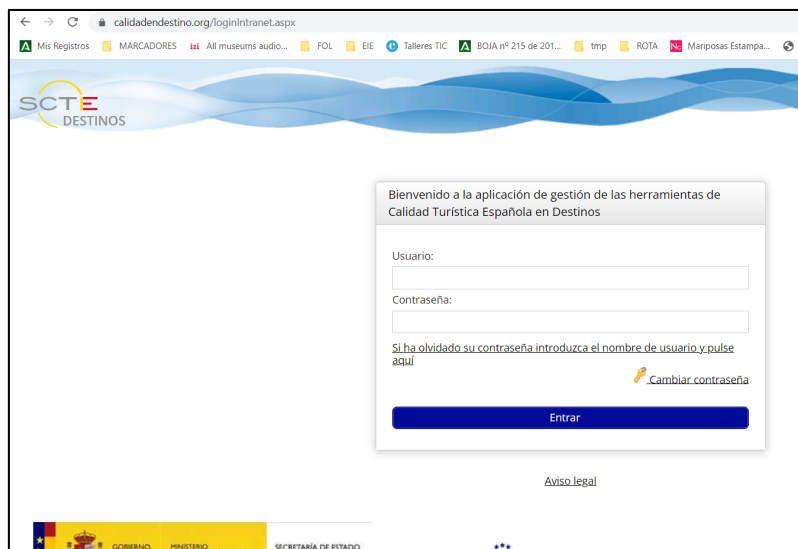 calidadendestino.org/loginIntranet.aspx
Mis Registros MARCADORES izi All museums audio... FOL EIE Talleres TIC BOJA nº 215 de 201... tmp ROTA Nc Mariposas Estampa...
SCTE
DESTINOS
Bienvenido a la aplicación de gestión de las herramientas de
Calidad Turística Española en Destinos
Usuario:
Contraseña:
Si ha olvidado su contraseña introduzca el nombre de usuario y pulse
aquí
Cambiar contraseña
Entrar
Aviso legal
GOBIERNO MINISTERIO SECRETARÍA DE ESTADO